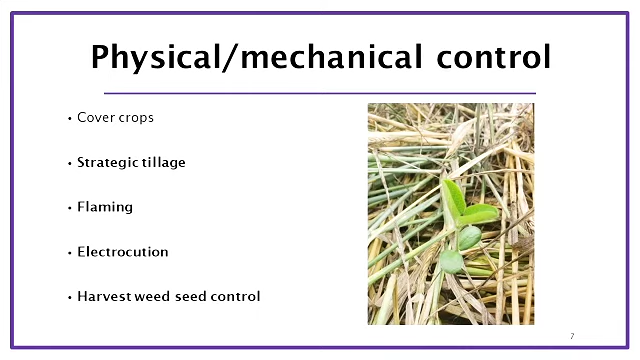 Physical/mechanical control
• Cover crops
• Strategic tillage
• Flaming
• Electrocution
• Harvest weed seed control
7